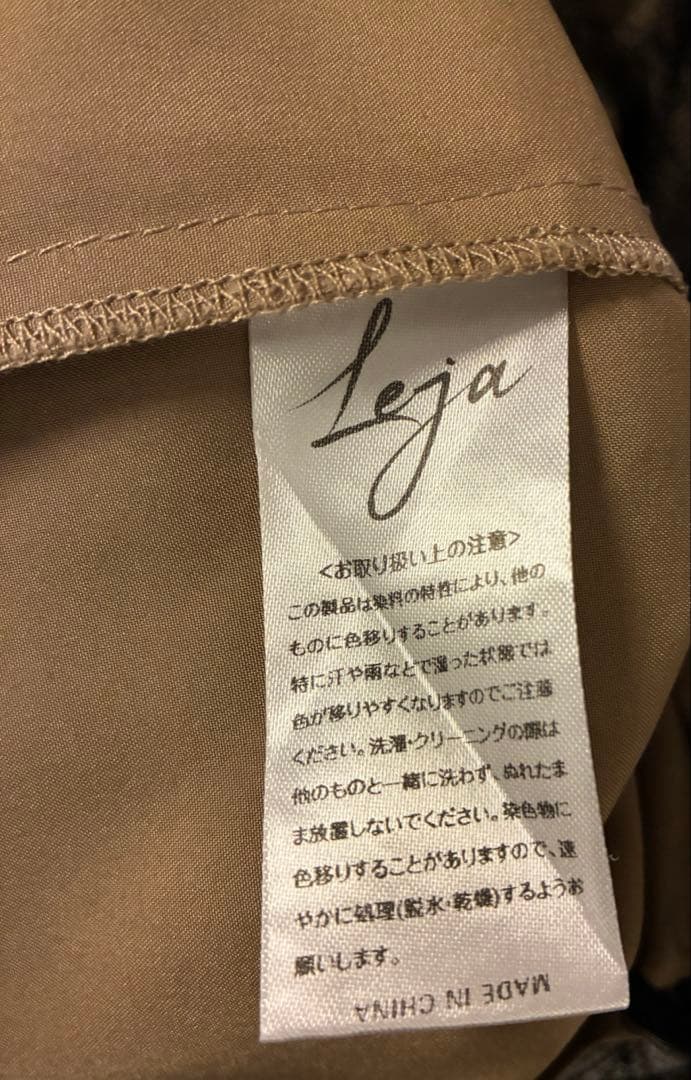 Leja
<お取り扱い上の注意>
この製品は染料の特性により、他の
ものに色移りすることがあります。
特に汗や雨などで湿った状態では
色が移りやすくなりますのでご注意
ください。洗濯・クリーニングの際は
他のものと一緒に洗わず、ぬれたま
ま放置しないでください。染色物に
色移りすることがありますので、速
やかに処理(脱水・乾燥)するようお
願いします。
MADE IN CHINA